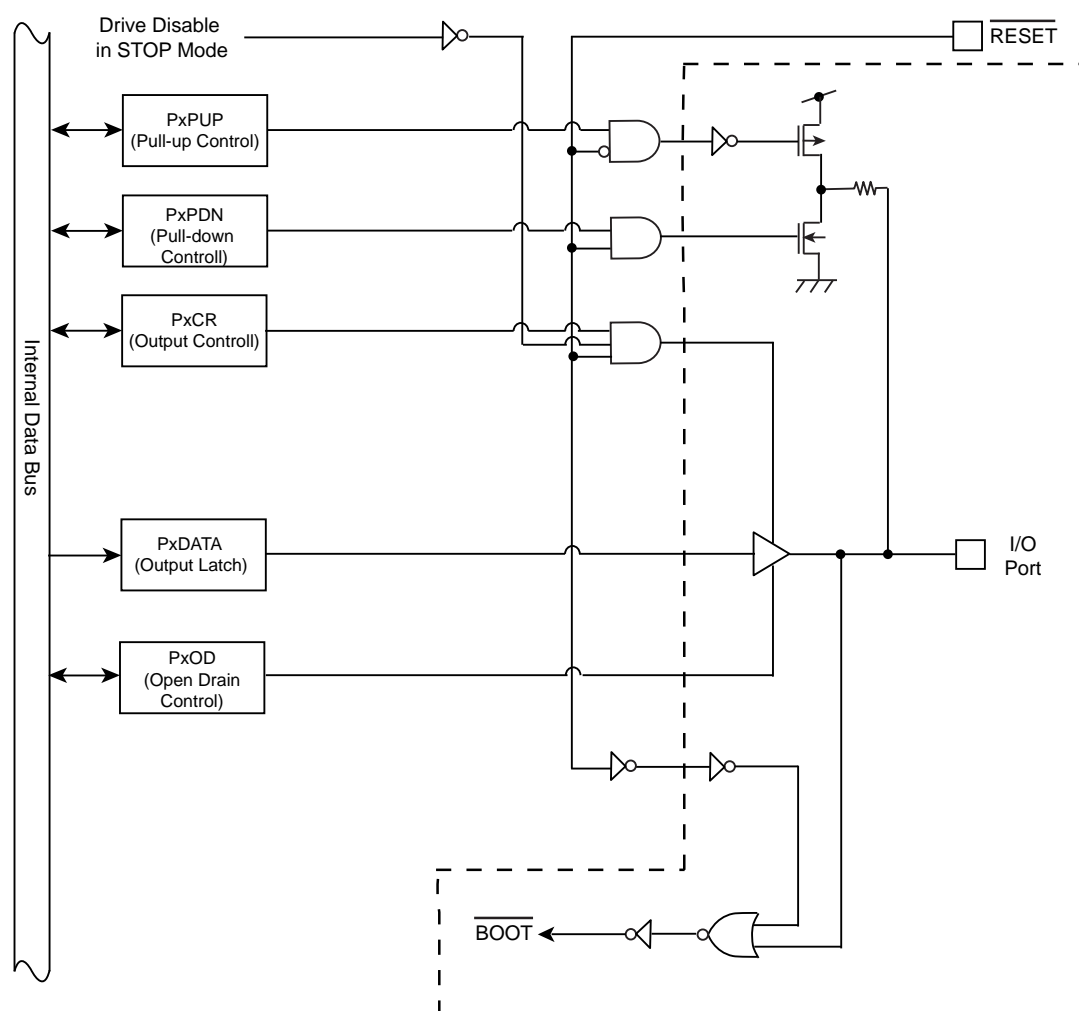 Drive Disable
in STOP Mode
RESET
PxPUP
(Pull-up Control)
PxPDN
(Pull-down
Controll)
PxCR
(Output Controll)
Internal Data Bus
PxDATA
(Output Latch)
I/O
Port
PxOD
(Open Drain
Control)
BOOT